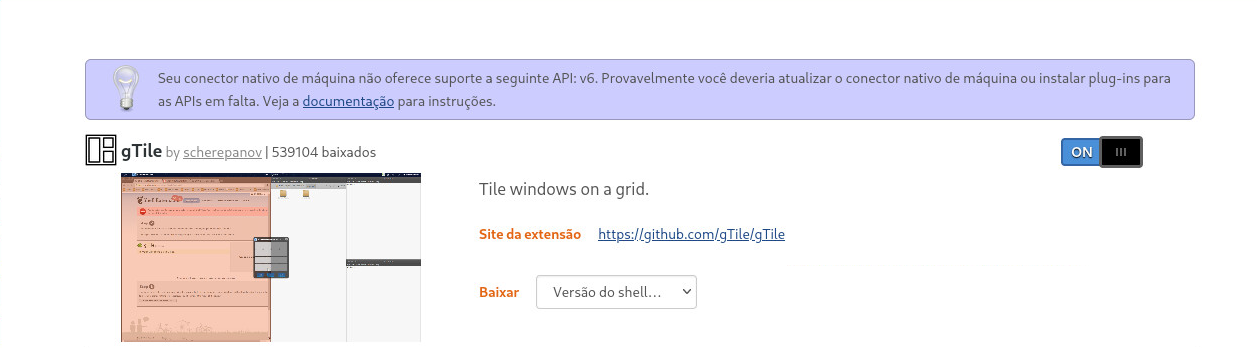 Seu conector nativo de máquina não oferece suporte a seguinte API: v6. Provavelmente você deveria atualizar o conector nativo de máquina ou instalar plug-ins para
as APIs em falta. Veja a documentação para instruções.
gTile by scherepanov | 539104 baixados
ON
Tile windows on a grid.
Site da extensão https://github.com/gTile/gTile
Baixar Versão do shell...